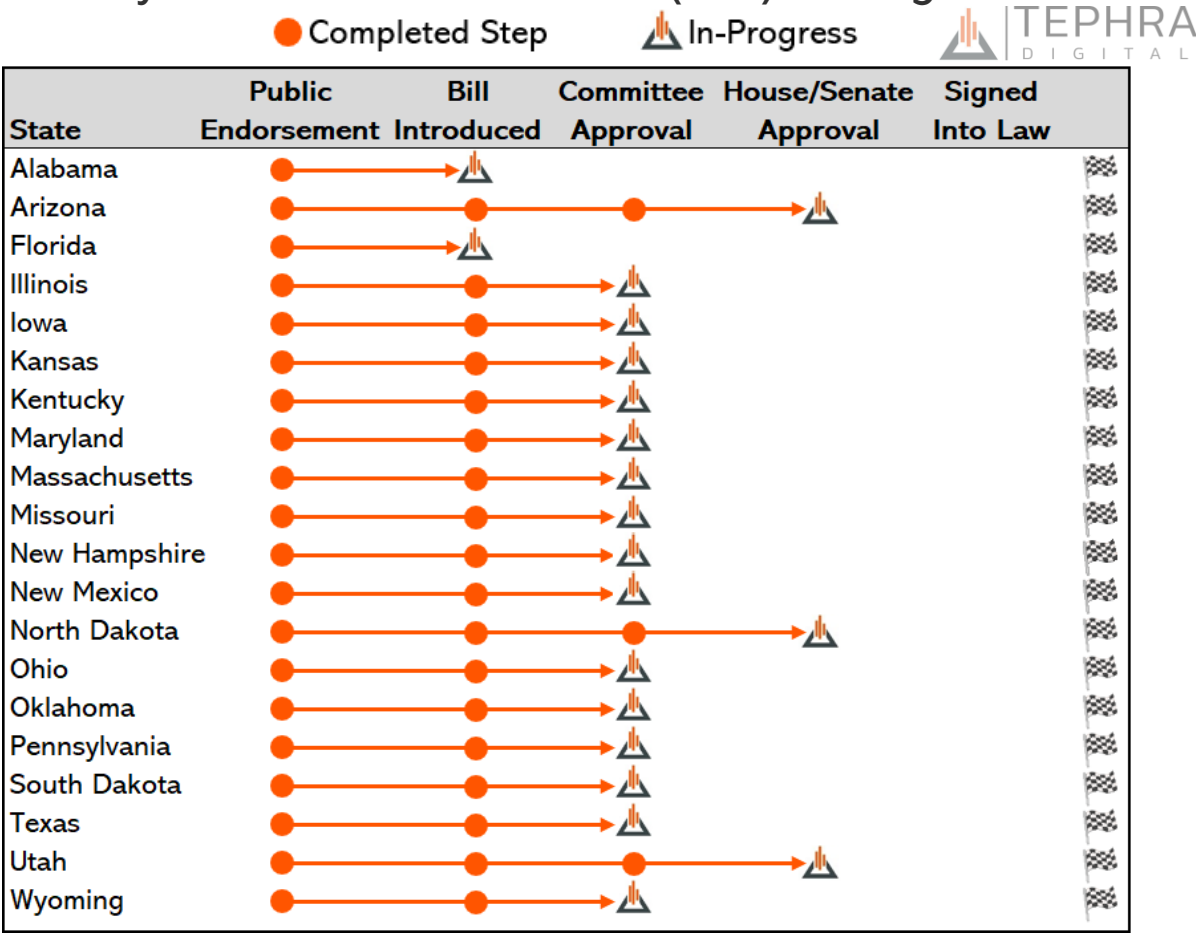 Completed Step
In-Progress
TEPHRA
DIGITAL
Public Bill Committee House/Senate Signed
State Endorsement Introduced Approval Approval Into Law
Alabama
Arizona
Florida
Illinois
Iowa
Kansas
Kentucky
Maryland
Massachusetts
Missouri
New Hampshire
New Mexico
North Dakota
Ohio
Oklahoma
Pennsylvania
South Dakota
Texas
Utah
Wyoming